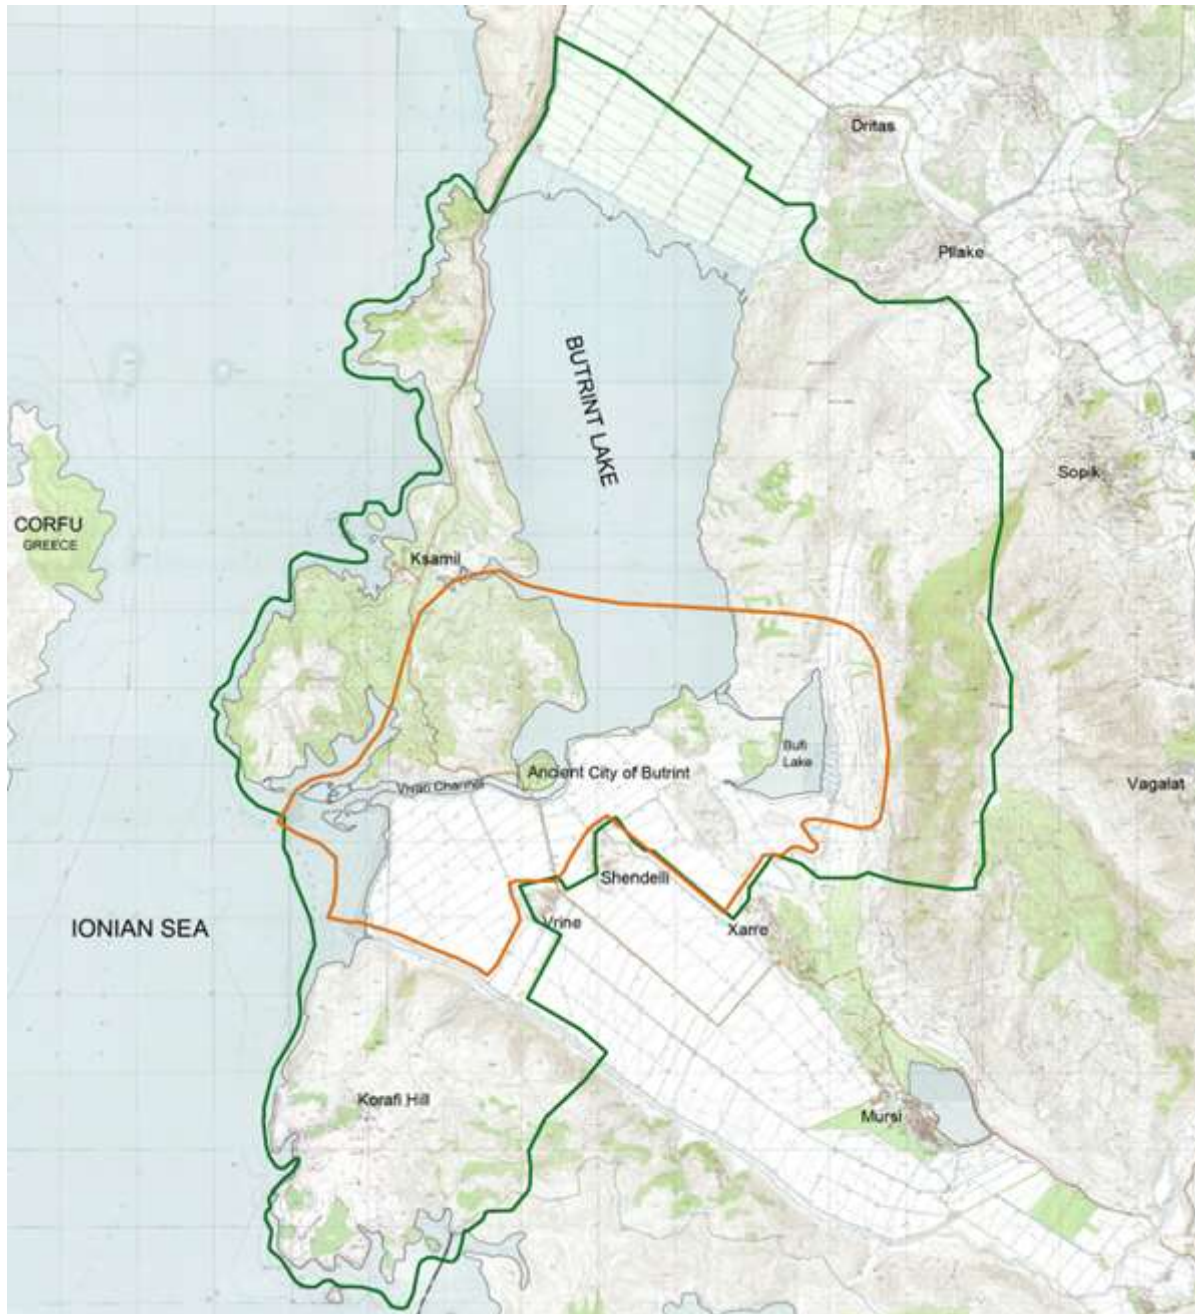 Dritas
Pllake
BUTRINT LAKE
Sopik
CORFU
GREECE
Ksamil
Bufi
Lake
Ancient City of Butrint
Vivari Channel
Vagalat
Shendelli
Vrine
Xarre
IONIAN SEA
Korafi Hill
Mursi